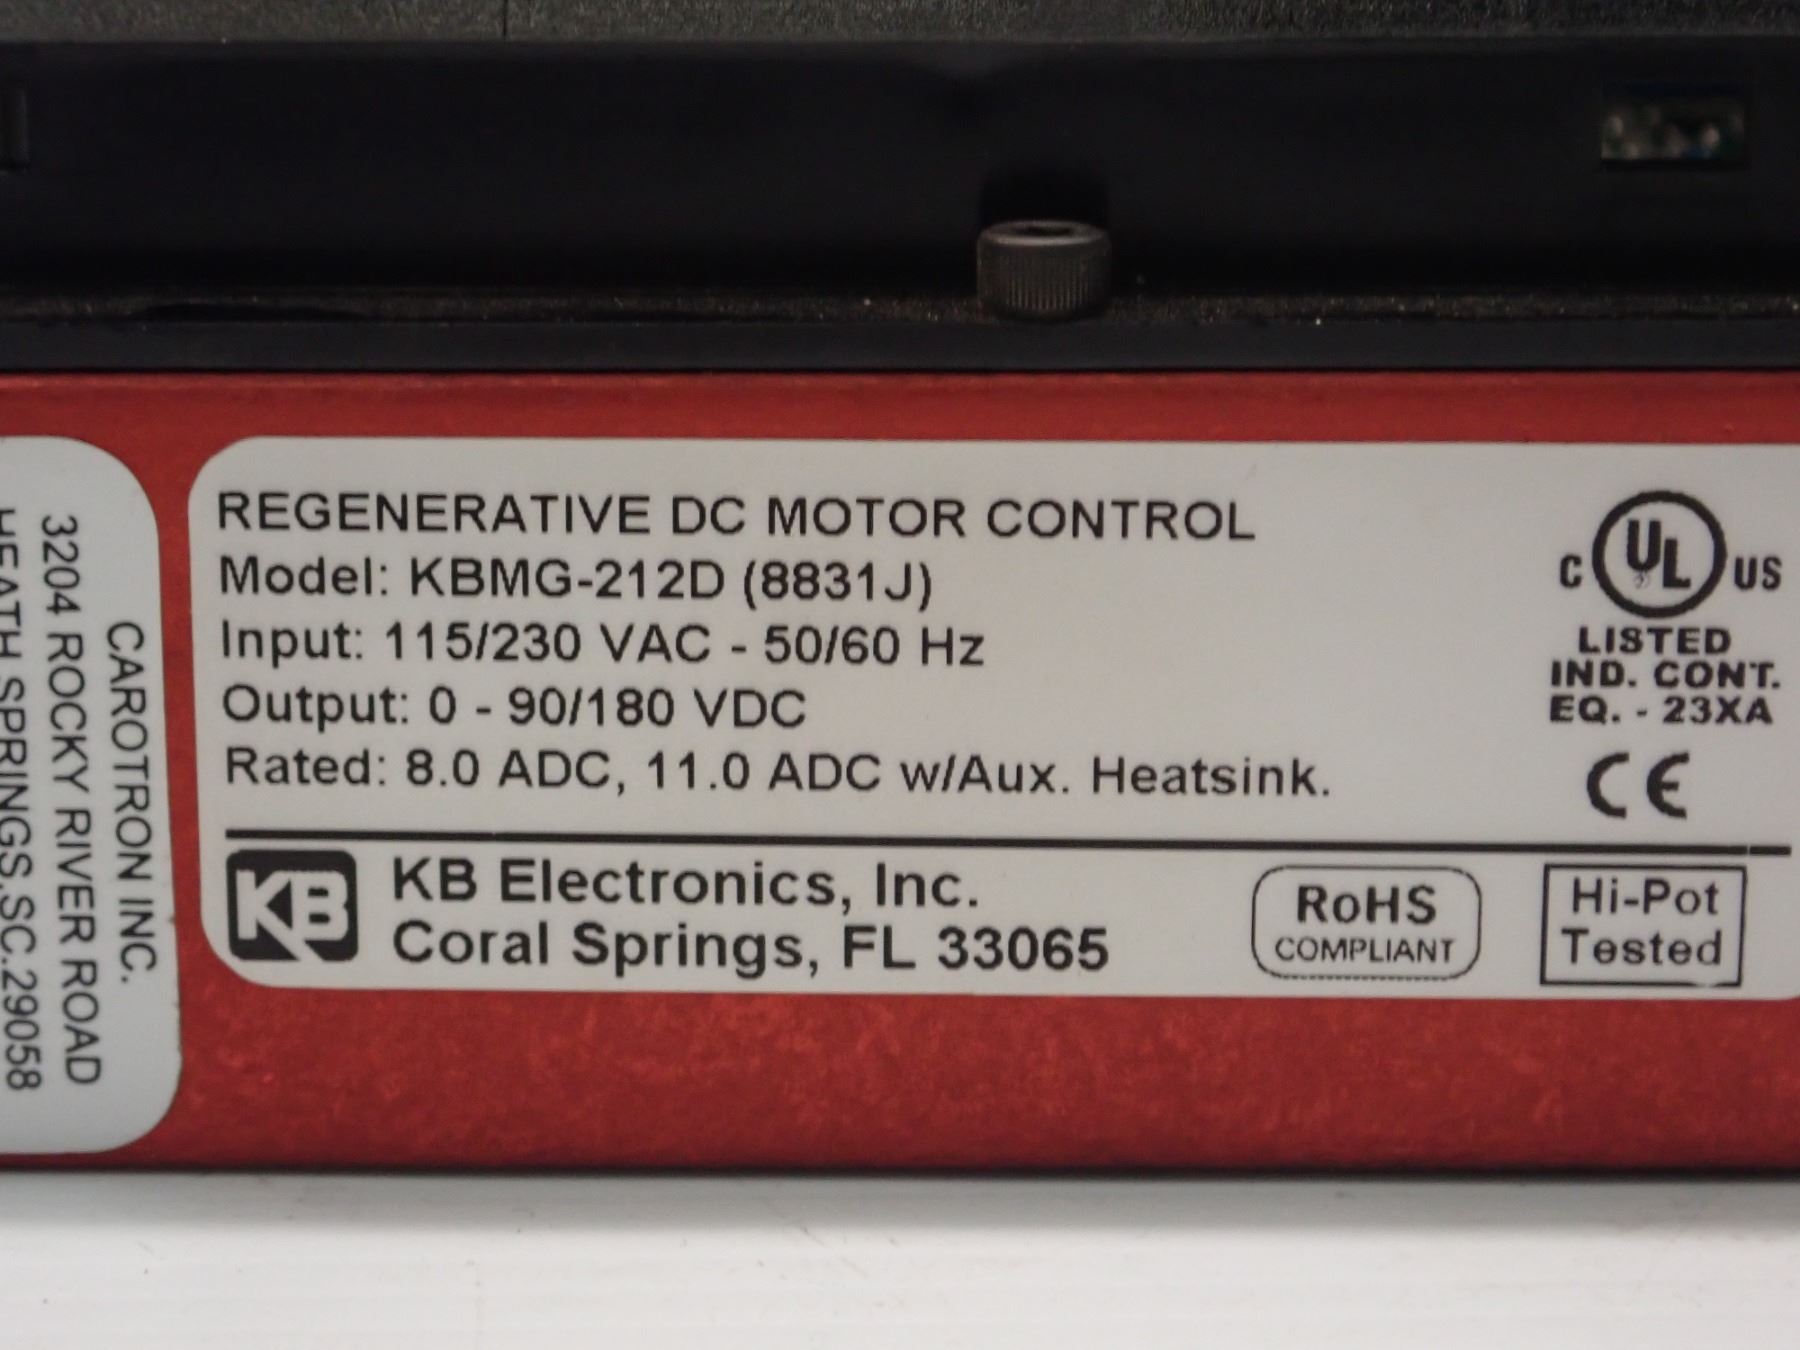 REGENERATIVE DC MOTOR CONTROL
Model: KBMG-212D (8831J)
Input: 115/230 VAC - 50/60 Hz
Output: 0 - 90/180 VDC
Rated: 8.0 ADC, 11.0 ADC w/Aux. Heatsink.
C UL US
LISTED
IND. CONT.
EQ. - 23XA
CE
KB
KB Electronics, Inc.
Coral Springs, FL 33065
RoHS
COMPLIANT
Hi-Pot
Tested
CAROTRON INC.
3204 ROCKY RIVER ROAD
HEATH SPRINGS,SC.29058